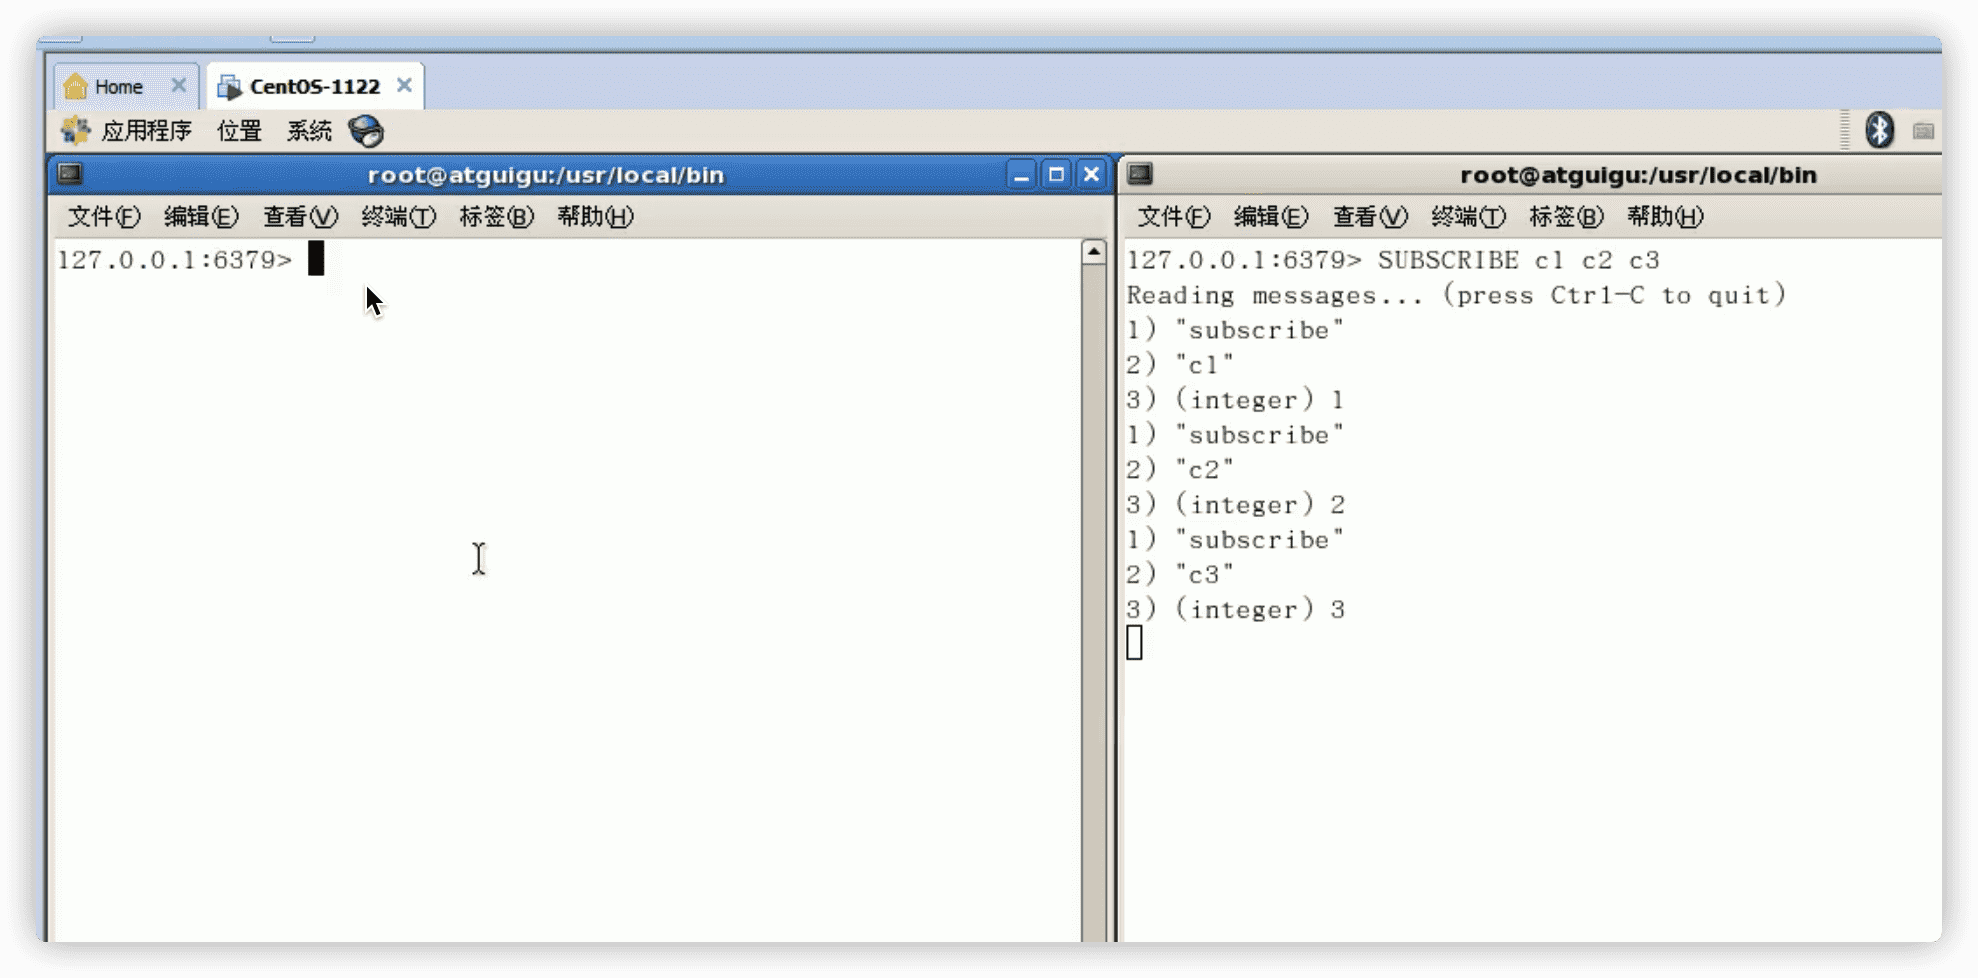 Home
CentOS-1122
应用程序 位置 系统
root@atguigu:/usr/local/bin
文件(F) 编辑(E) 查看(V) 终端(T) 标签(B) 帮助(H)
127.0.0.1:6379>
root@atguigu:/usr/local/bin
文件(F) 编辑(E) 查看(V) 终端(T) 标签(B) 帮助(H)
127.0.0.1:6379> SUBSCRIBE c1 c2 c3
Reading messages... (press Ctrl-C to quit)
1) "subscribe"
2) "c1"
3) (integer) 1
1) "subscribe"
2) "c2"
3) (integer) 2
1) "subscribe"
2) "c3"
3) (integer) 3